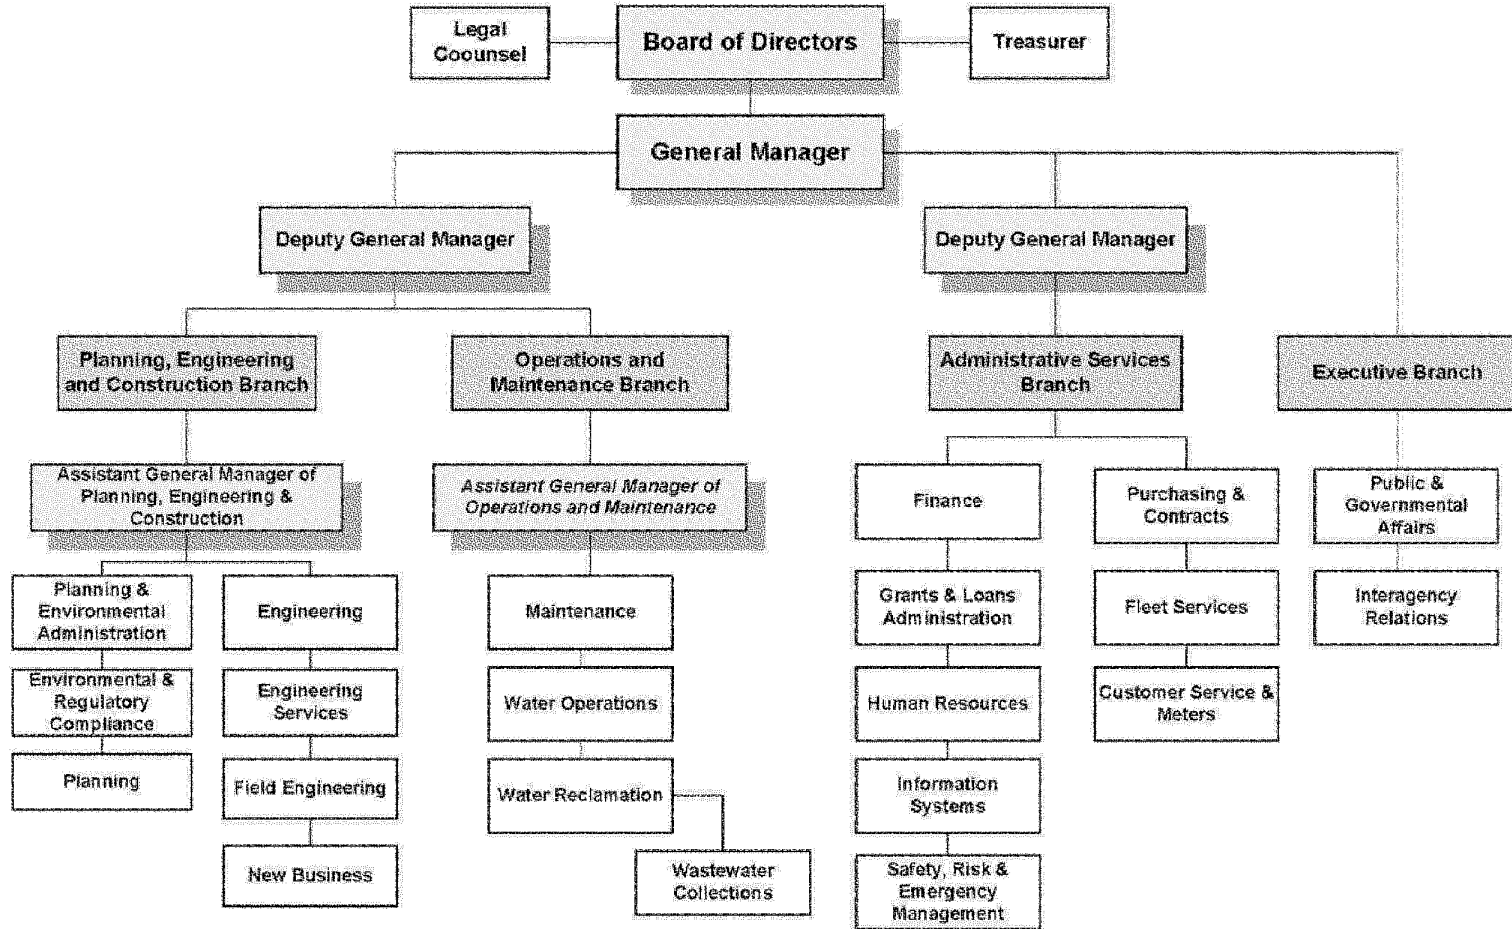 Legal
Coounsel
Board of Directors
Treasurer
General Manager
Deputy General Manager
Deputy General Manager
Planning, Engineering
and Construction Branch
Operations and
Maintenance Branch
Administrative Services
Branch
Executive Branch
Assistant General Manager of
Planning, Engineering &
Construction
Assistant General Manager of
Operations and Maintenance
Finance
Purchasing &
Contracts
Public &
Governmental
Affairs
Planning &
Environmental
Administration
Engineering
Maintenance
Grants & Loans
Administration
Fleet Services
Interagency
Relations
Environmental &
Regulatory
Compliance
Engineering
Services
Water Operations
Human Resources
Customer Service &
Meters
Planning
Field Engineering
Water Reclamation
Information
Systems
New Business
Wastewater
Collections
Safety, Risk &
Emergency
Management